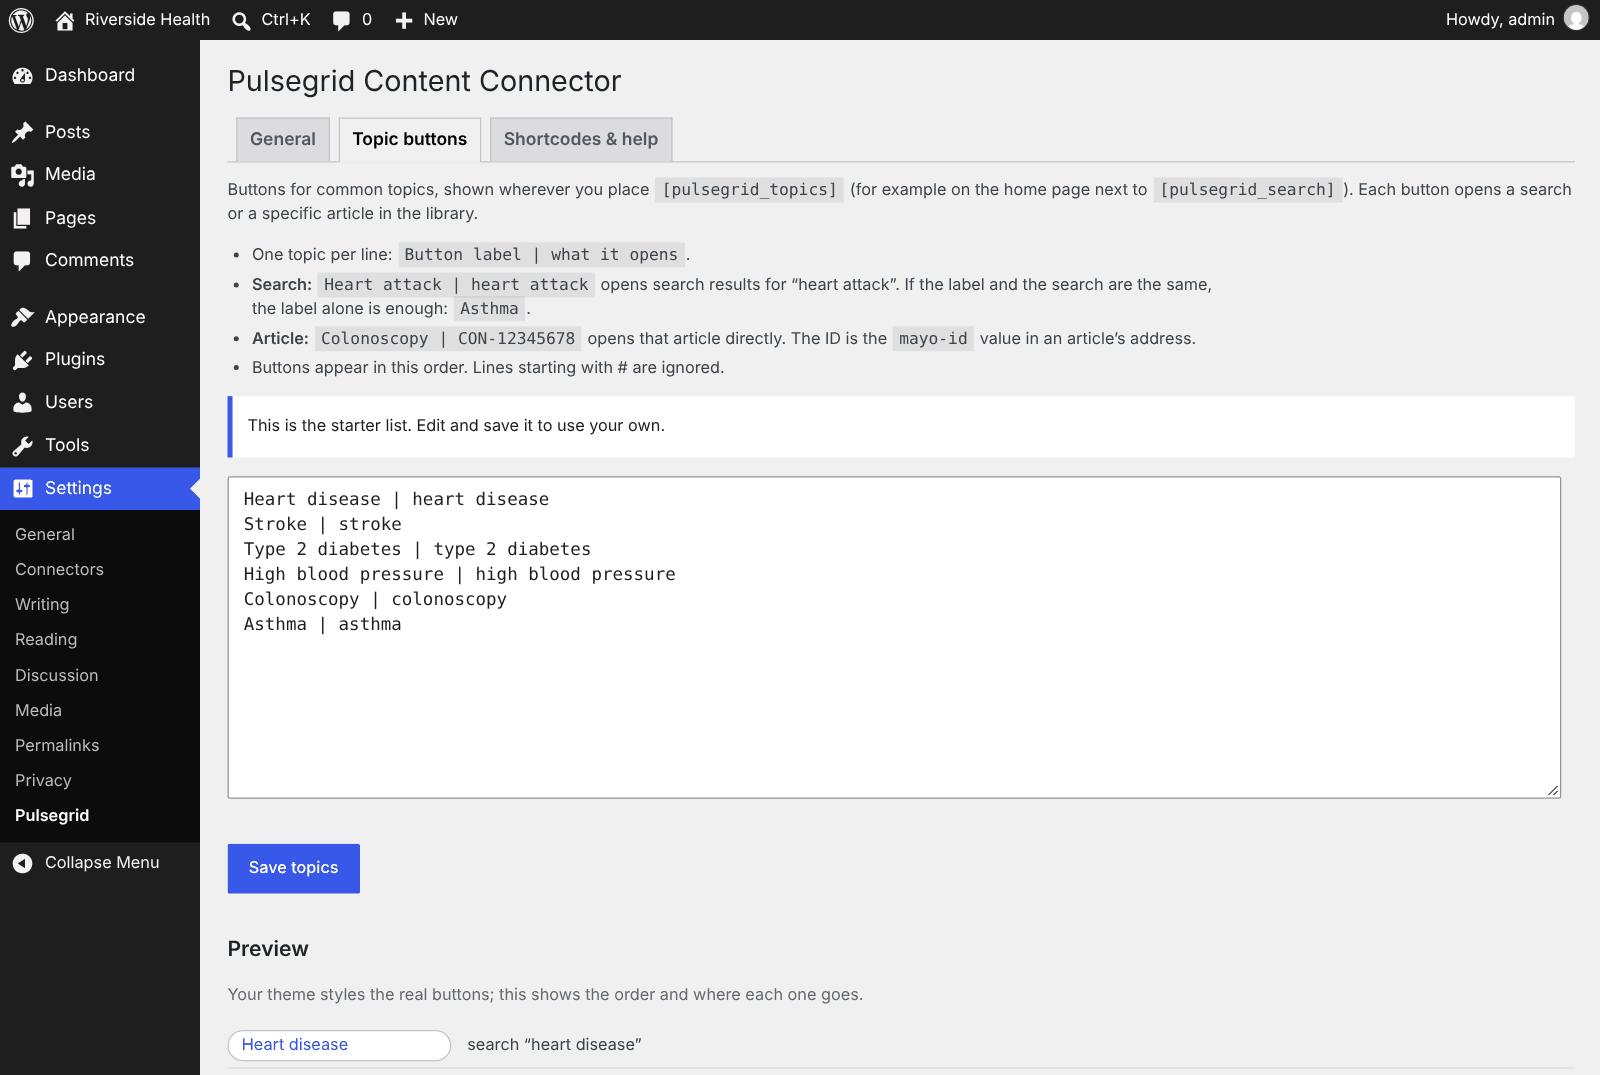 Riverside Health Ctrl+K 0 New Howdy, admin
Dashboard
Posts
Media
Pages
Comments
Appearance
Plugins
Users
Tools
Settings
General
Connectors
Writing
Reading
Discussion
Media
Permalinks
Privacy
Pulsegrid
Collapse Menu
Pulsegrid Content Connector
General Topic buttons Shortcodes & help
Buttons for common topics, shown wherever you place [pulsegrid_topics] (for example on the home page next to [pulsegrid_search]). Each button opens a search
or a specific article in the library.
• One topic per line: Button label | what it opens.
• Search: Heart attack | heart attack opens search results for “heart attack”. If the label and the search are the same,
the label alone is enough: Asthma.
• Article: Colonoscopy | CON-12345678 opens that article directly. The ID is the mayo-id value in an article’s address.
• Buttons appear in this order. Lines starting with # are ignored.
This is the starter list. Edit and save it to use your own.
Heart disease | heart disease
Stroke | stroke
Type 2 diabetes | type 2 diabetes
High blood pressure | high blood pressure
Colonoscopy | colonoscopy
Asthma | asthma
Save topics
Preview
Your theme styles the real buttons; this shows the order and where each one goes.
Heart disease search “heart disease”